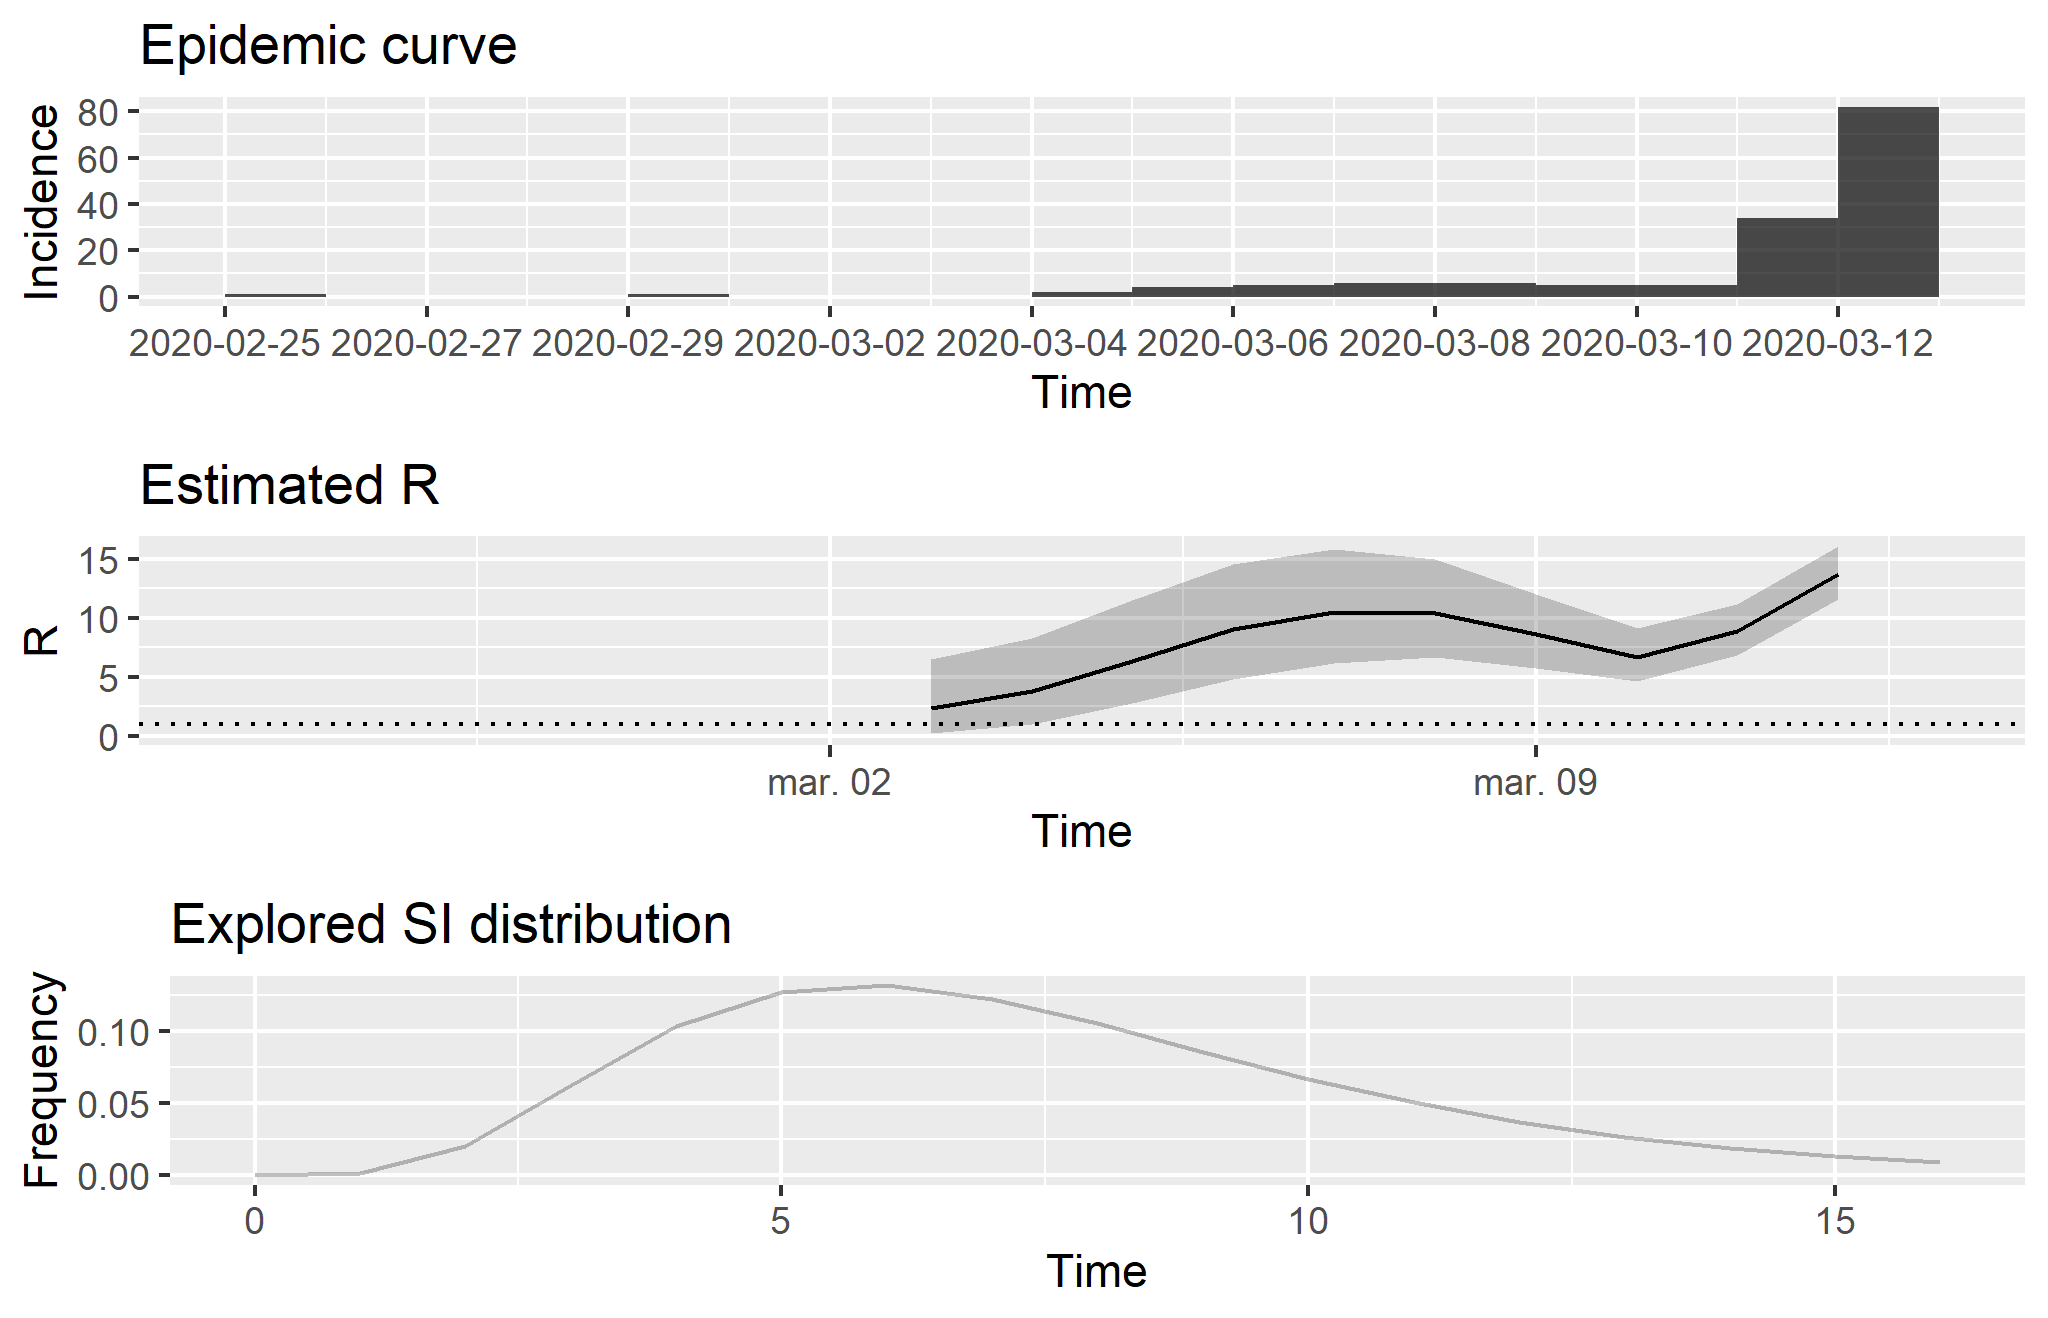 Epidemic curve
Incidence
80
60
40
20
0
2020-02-25 2020-02-27 2020-02-29 2020-03-02 2020-03-04 2020-03-06 2020-03-08 2020-03-10 2020-03-12
Time
Estimated R
R
15
10
5
0
mar. 02 mar. 09
Time
Explored SI distribution
Frequency
0.10
0.05
0.00
0 5 10 15
Time